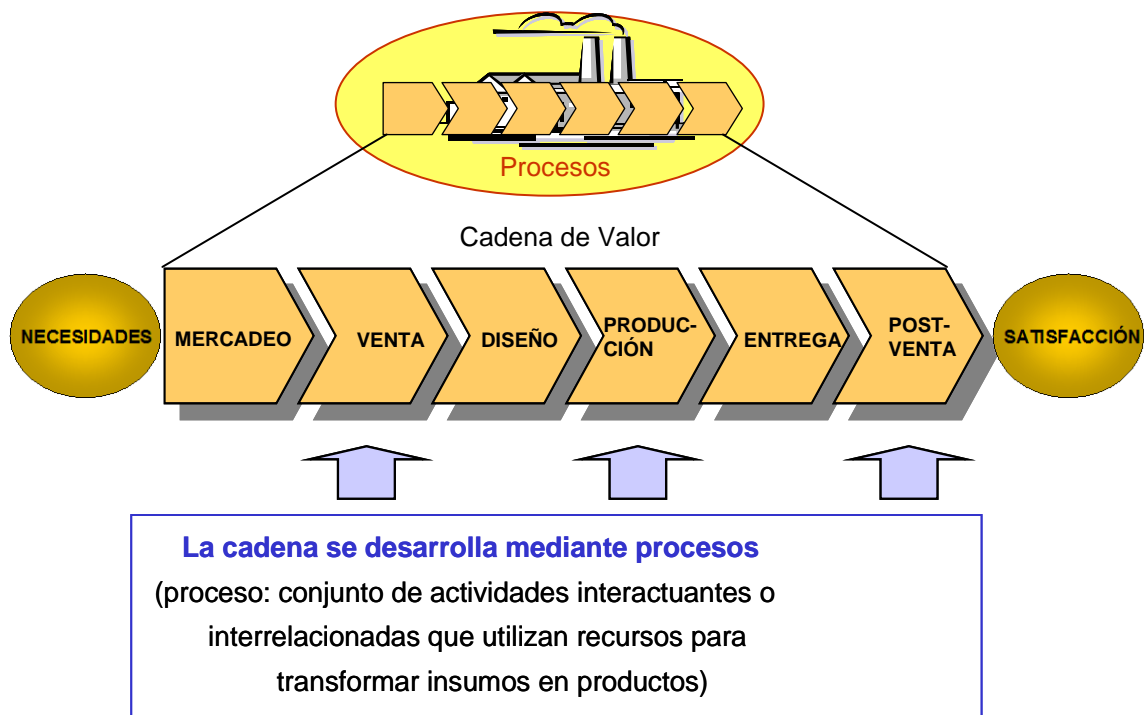 Procesos
Cadena de Valor
NECESIDADES
MERCADEO
VENTA
DISEÑO
PRODUC-
CIÓN
ENTREGA
POST-
VENTA
SATISFACCIÓN
La cadena se desarrolla mediante procesos
(proceso: conjunto de actividades interactuantes o
interrelacionadas que utilizan recursos para
transformar insumos en productos)